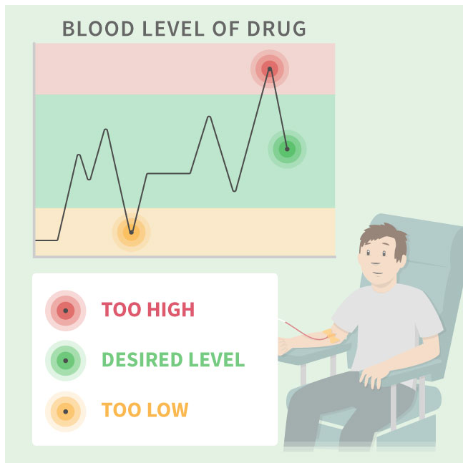 BLOOD LEVEL OF DRUG
TOO HIGH
DESIRED LEVEL
TOO LOW